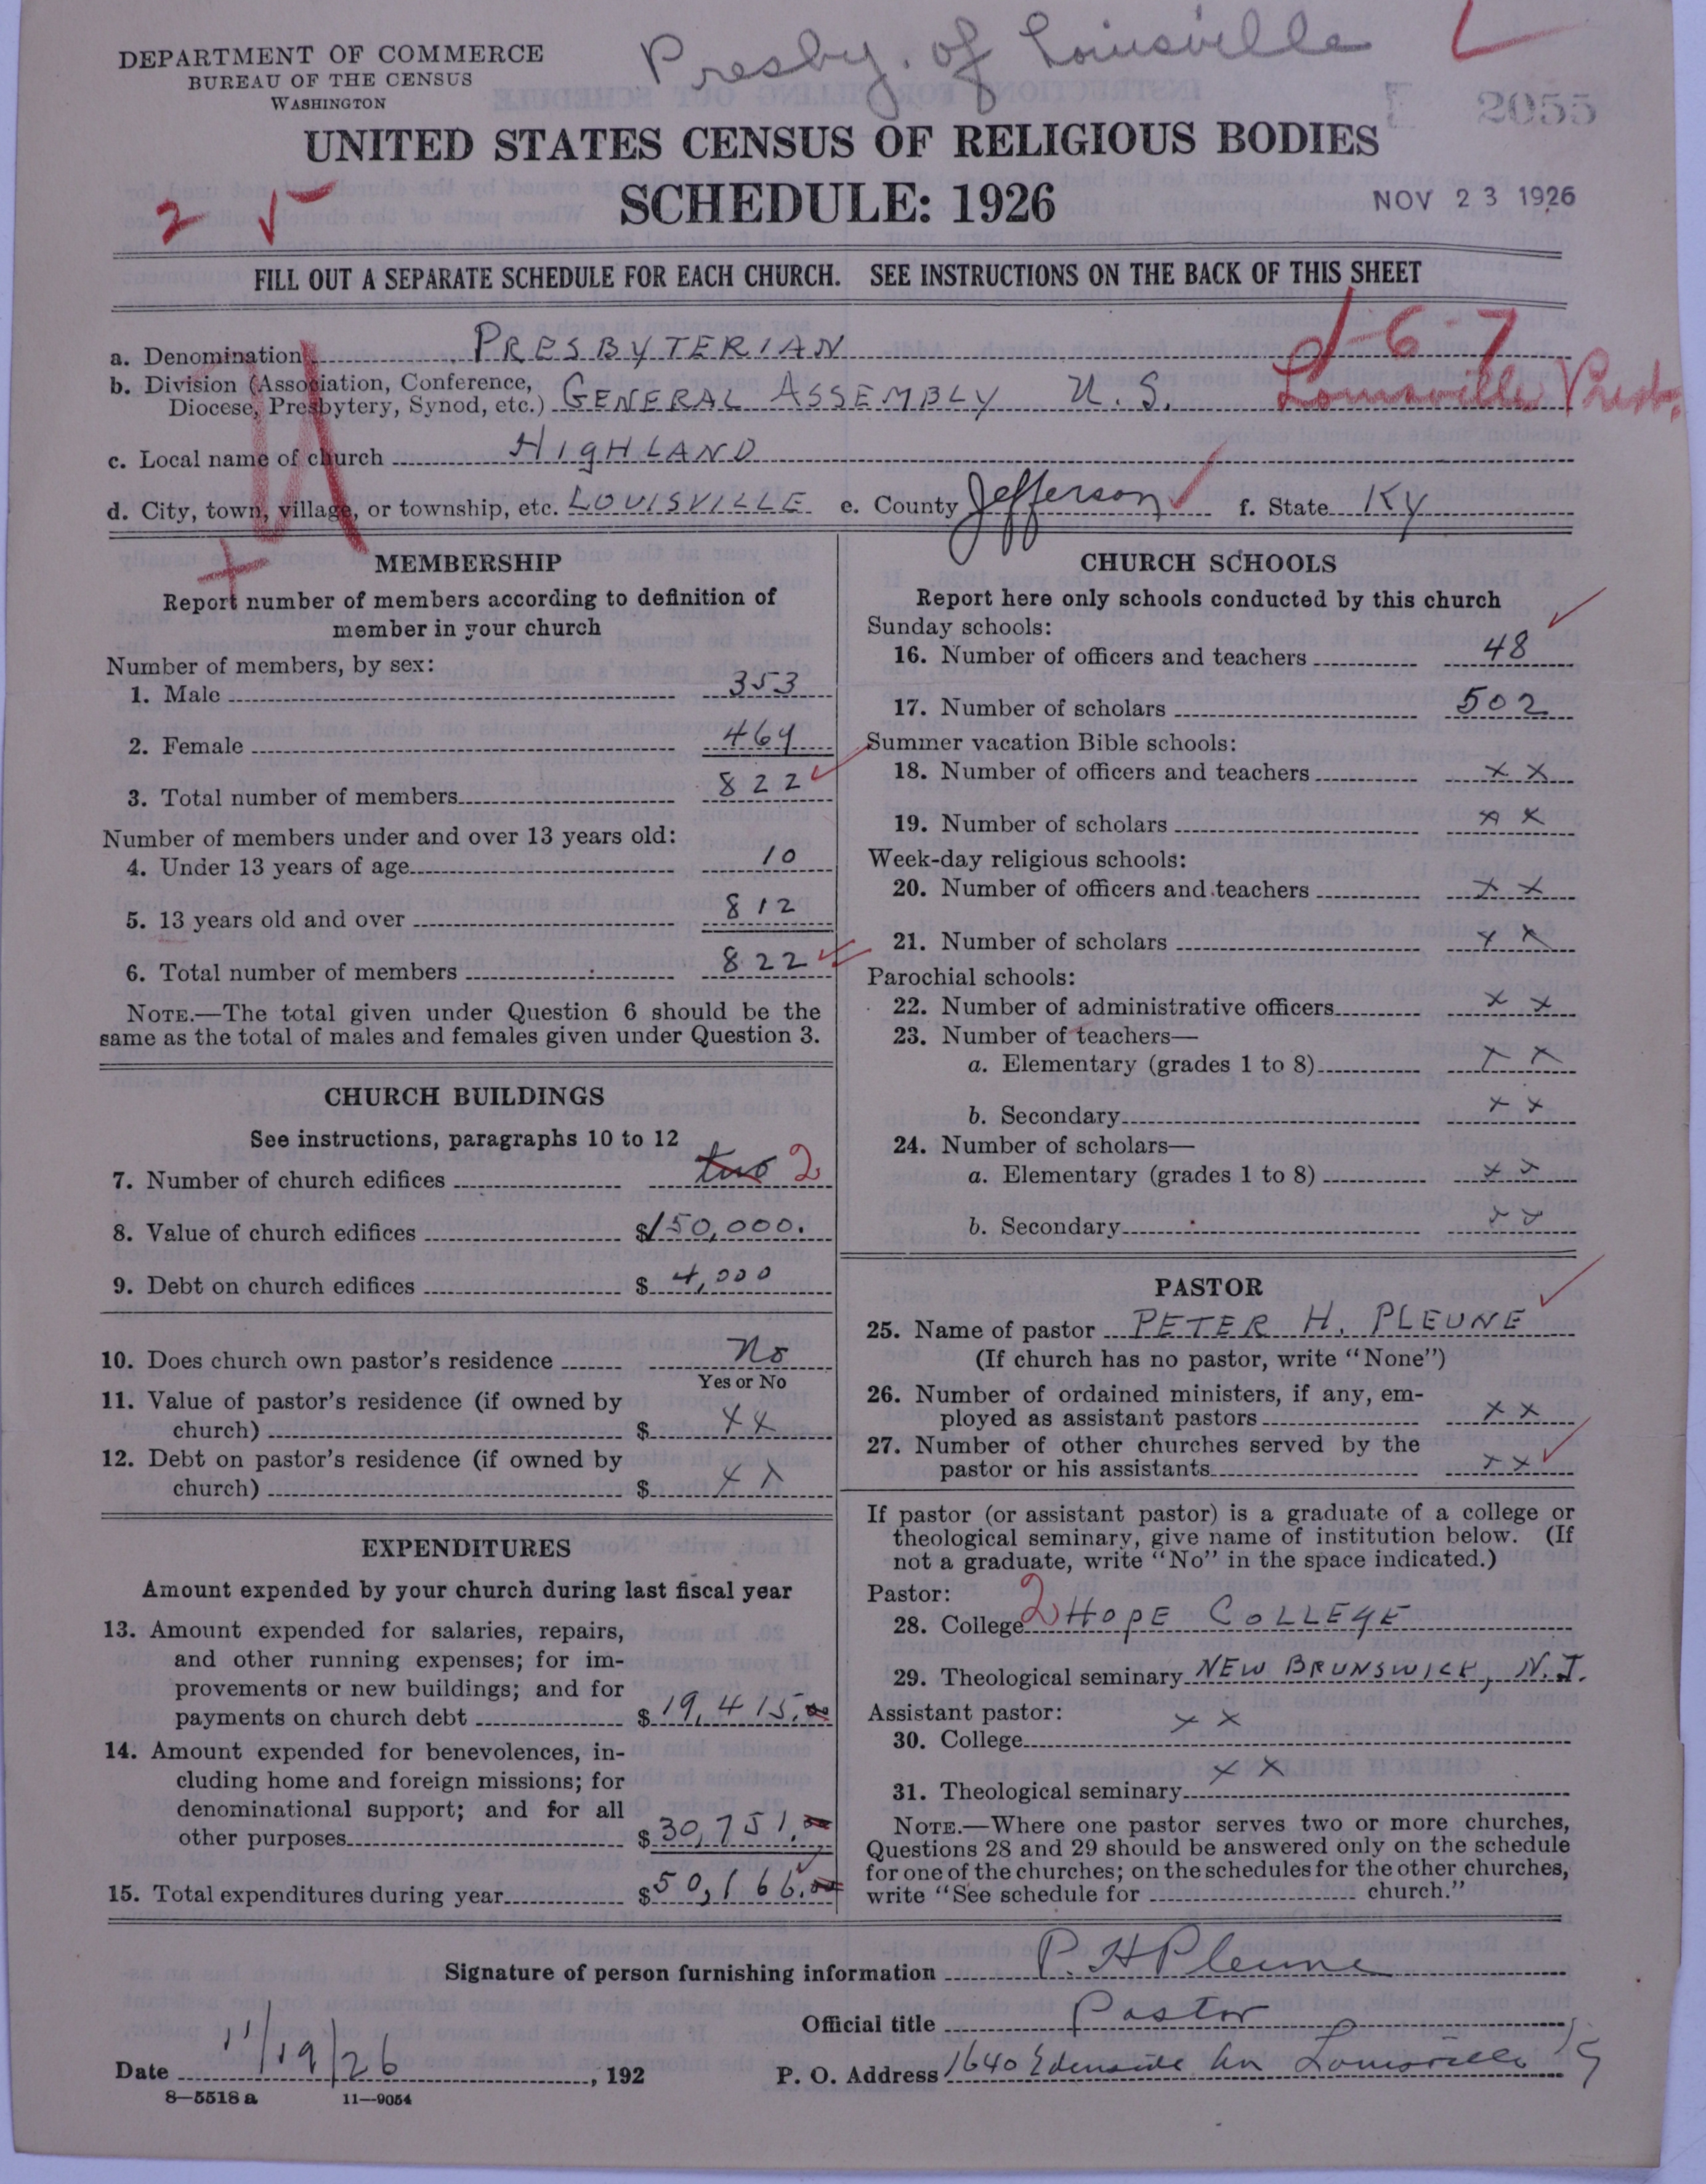 DEPARTMENT OF COMMERCE
BUREAU OF THE CENSUS
WASHINGTON
Presby. of Louisville
2055
UNITED STATES CENSUS OF RELIGIOUS BODIES
SCHEDULE: 1926
NOV 23 1926
2
FILL OUT A SEPARATE SCHEDULE FOR EACH CHURCH. SEE INSTRUCTIONS ON THE BACK OF THIS SHEET
1-6-7
a. Denomination PRESBYTERIAN
b. Division (Association, Conference,
Diocese, Presbytery, Synod, etc.) GENERAL ASSEMBLY U.S. Louisville Presb.
c. Local name of church HIGHLAND
d. City, town, village, or township, etc. LOUISVILLE e. County Jefferson f. State KY
MEMBERSHIP
Report number of members according to definition of
member in your church
Number of members, by sex:
1. Male 353
2. Female 469
3. Total number of members 822
Number of members under and over 13 years old:
4. Under 13 years of age 10
5. 13 years old and over 812
6. Total number of members 822
NOTE.—The total given under Question 6 should be the
same as the total of males and females given under Question 3.
CHURCH BUILDINGS
See instructions, paragraphs 10 to 12
7. Number of church edifices two 2
8. Value of church edifices $150,000.
9. Debt on church edifices $ 4,000
10. Does church own pastor's residence No
Yes or No
11. Value of pastor's residence (if owned by
church) $ XX
12. Debt on pastor's residence (if owned by
church) $ XX
EXPENDITURES
Amount expended by your church during last fiscal year
13. Amount expended for salaries, repairs,
and other running expenses; for im-
provements or new buildings; and for
payments on church debt $ 19,415.00
14. Amount expended for benevolences, in-
cluding home and foreign missions; for
denominational support; and for all
other purposes $ 30,751.00
15. Total expenditures during year $ 50,166.00
CHURCH SCHOOLS
Report here only schools conducted by this church
Sunday schools:
16. Number of officers and teachers 48
17. Number of scholars 502
Summer vacation Bible schools:
18. Number of officers and teachers X X
19. Number of scholars X X
Week-day religious schools:
20. Number of officers and teachers X X
21. Number of scholars X X
Parochial schools:
22. Number of administrative officers X X
23. Number of teachers—
a. Elementary (grades 1 to 8) X X
b. Secondary X X
24. Number of scholars—
a. Elementary (grades 1 to 8) X X
b. Secondary X X
PASTOR
25. Name of pastor PETER H. PLEUNE
(If church has no pastor, write "None")
26. Number of ordained ministers, if any, em-
ployed as assistant pastors X X
27. Number of other churches served by the
pastor or his assistants X X
If pastor (or assistant pastor) is a graduate of a college or
theological seminary, give name of institution below. (If
not a graduate, write "No" in the space indicated.)
Pastor:
28. College 2 HOPE COLLEGE
29. Theological seminary NEW BRUNSWICK, N.J.
Assistant pastor:
30. College X X
31. Theological seminary X X
NOTE.—Where one pastor serves two or more churches,
Questions 28 and 29 should be answered only on the schedule
for one of the churches; on the schedules for the other churches,
write "See schedule for church."
Signature of person furnishing information P. H Pleune
Official title Pastor
Date 11/19/26, 192
P. O. Address 1640 Edenside Av Louisville Ky
8—5518 a 11—9054